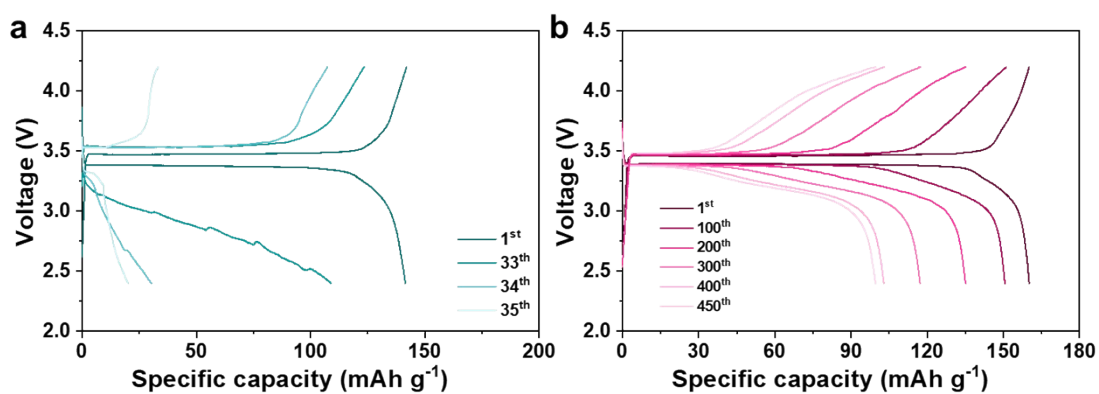 a
4.5
4.0
3.5
3.0
2.5
2.0
Voltage (V)
0
50
100
150
200
Specific capacity (mAh g⁻¹)
1ˢᵗ
33ᵗʰ
34ᵗʰ
35ᵗʰ
b
4.5
4.0
3.5
3.0
2.5
2.0
Voltage (V)
0
30
60
90
120
150
180
Specific capacity (mAh g⁻¹)
1ˢᵗ
100ᵗʰ
200ᵗʰ
300ᵗʰ
400ᵗʰ
450ᵗʰ